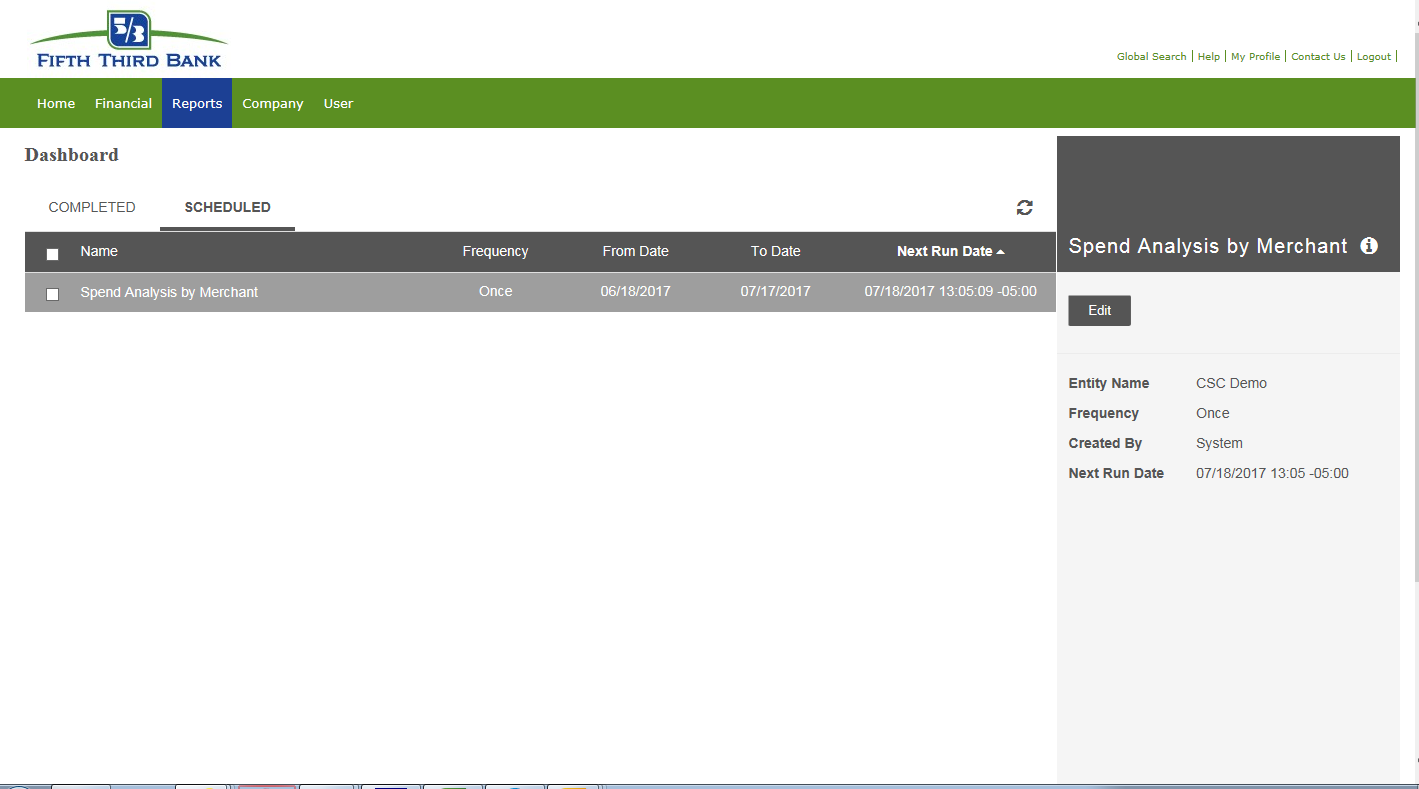 5/3
FIFTH THIRD BANK
Global Search | Help | My Profile | Contact Us | Logout |
Home Financial Reports Company User
Dashboard
COMPLETED SCHEDULED
Name Frequency From Date To Date Next Run Date
Spend Analysis by Merchant Once 06/18/2017 07/17/2017 07/18/2017 13:05:09 -05:00
Spend Analysis by Merchant
Edit
Entity Name CSC Demo
Frequency Once
Created By System
Next Run Date 07/18/2017 13:05 -05:00